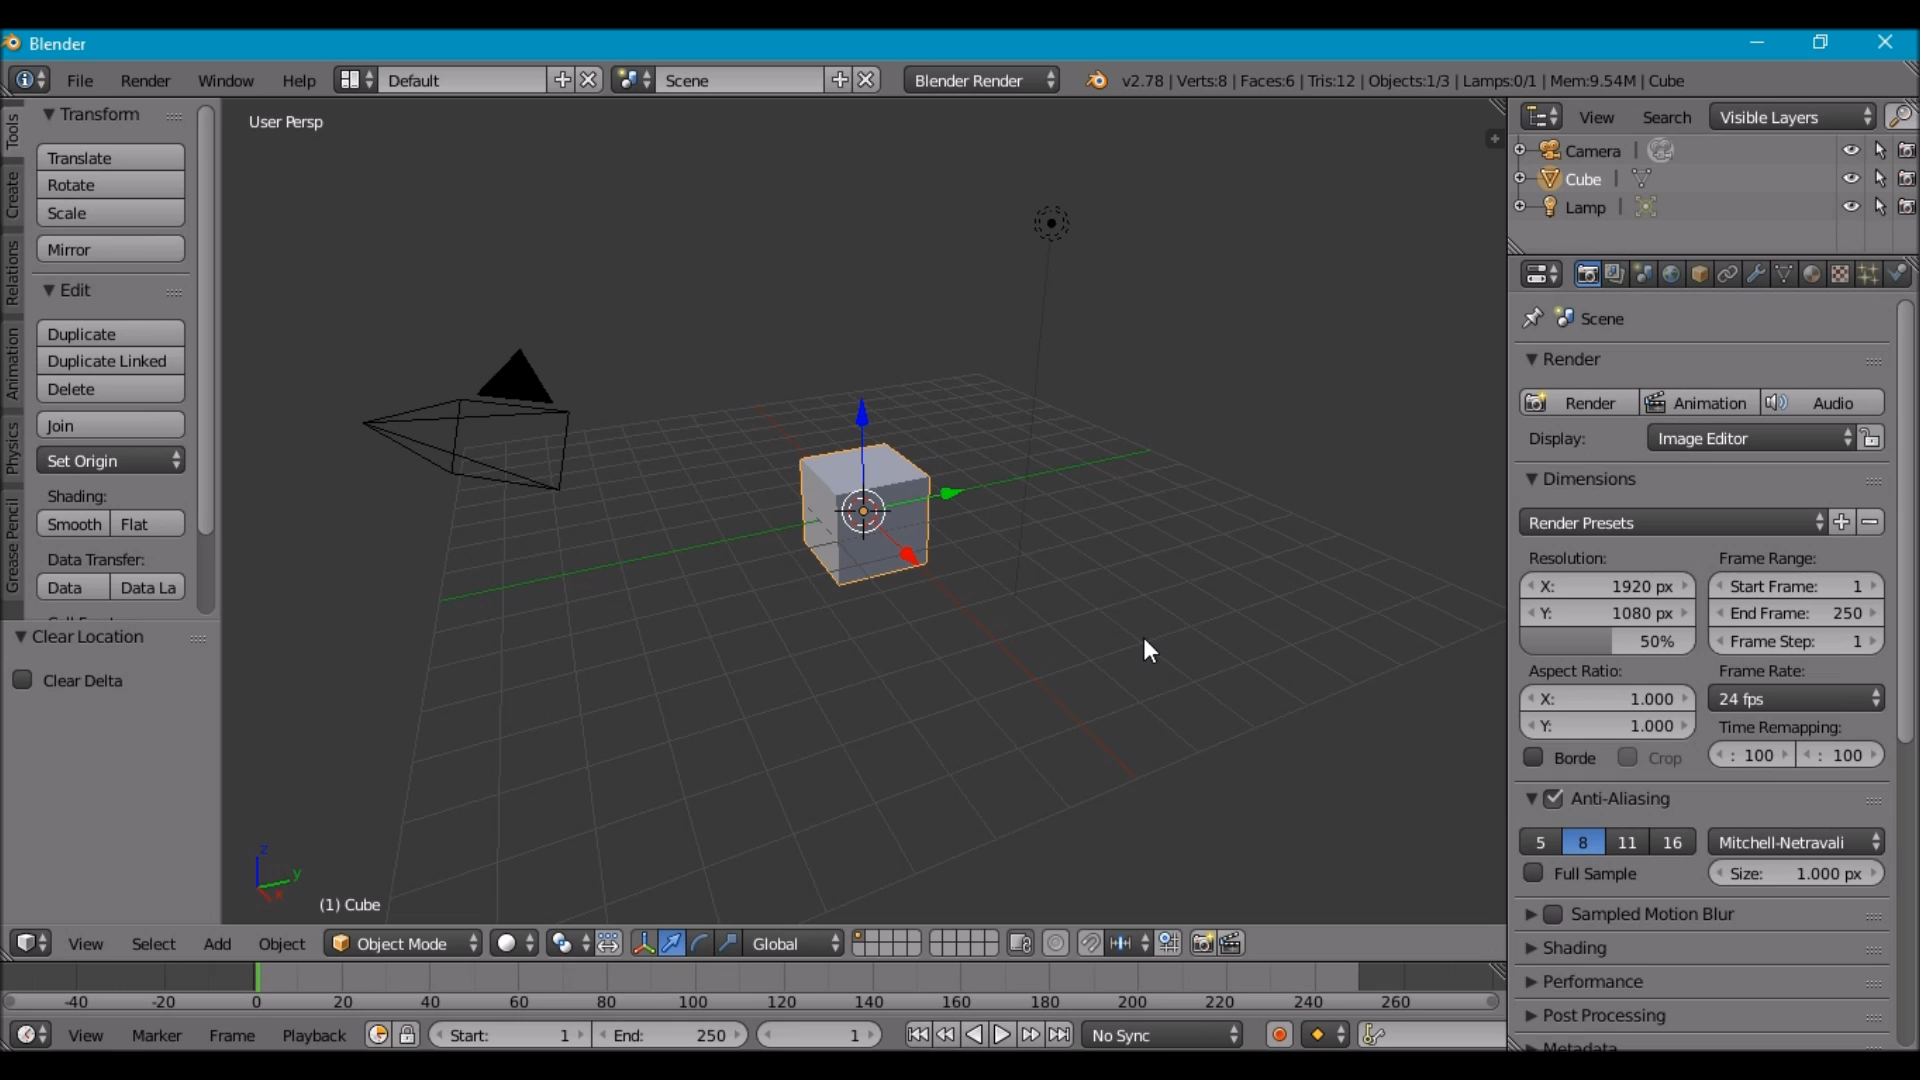 Blender
File Render Window Help Default Scene Blender Render v2.78 | Verts:8 | Faces:6 | Tris:12 | Objects:1/3 | Lamps:0/1 | Mem:9.54M | Cube
Tools
Create
Relations
Animation
Physics
Grease Pencil
Transform
Translate
Rotate
Scale
Mirror
Edit
Duplicate
Duplicate Linked
Delete
Join
Set Origin
Shading:
Smooth Flat
Data Transfer:
Data Data La
Clear Location
Clear Delta
User Persp
z
y
x
(1) Cube
View Search Visible Layers
Camera
Cube
Lamp
Scene
Render
Render Animation Audio
Display: Image Editor
Dimensions
Render Presets
Resolution: Frame Range:
X: 1920 px Start Frame: 1
Y: 1080 px End Frame: 250
50% Frame Step: 1
Aspect Ratio: Frame Rate:
X: 1.000 24 fps
Y: 1.000 Time Remapping:
Borde Crop : 100 : 100
Anti-Aliasing
5 8 11 16 Mitchell-Netravali
Full Sample Size: 1.000 px
Sampled Motion Blur
Shading
Performance
Post Processing
Metadata
View Select Add Object Object Mode Global
-40 -20 0 20 40 60 80 100 120 140 160 180 200 220 240 260
View Marker Frame Playback Start: 1 End: 250 1 No Sync